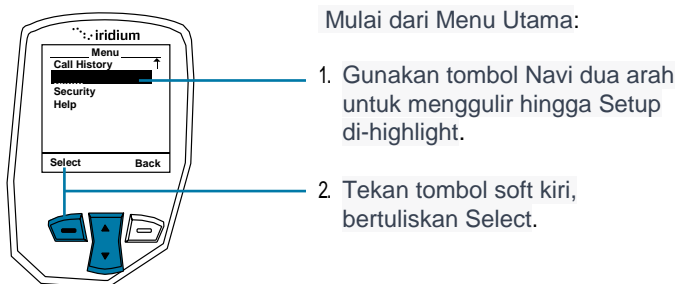 iridium
Menu
Call History
Security
Help
Select Back
Mulai dari Menu Utama:
1. Gunakan tombol Navi dua arah
untuk menggulir hingga Setup
di-highlight.
2. Tekan tombol soft kiri,
bertuliskan Select.